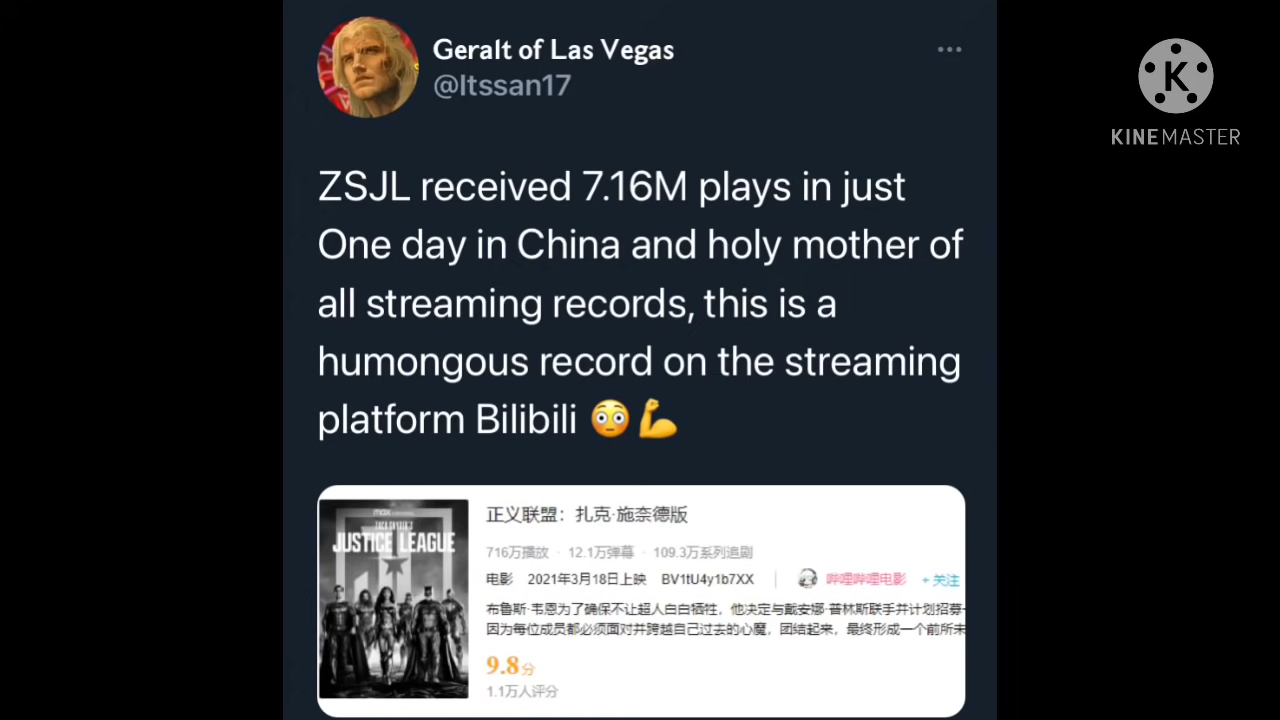 Geralt of Las Vegas
@Itssan17
KINEMASTER
ZSJL received 7.16M plays in just
One day in China and holy mother of
all streaming records, this is a
humongous record on the streaming
platform Bilibili 😳💪
max
ZACK SNYDER'S
JUSTICE LEAGUE
正义联盟：扎克·施奈德版
716万播放 · 12.1万弹幕 · 109.3万系列追剧
电影 2021年3月18日上映 BV1tU4y1b7XX | 哔哩哔哩电影 + 关注
布鲁斯·韦恩为了确保不让超人白白牺牲，他决定与戴安娜·普林斯联手并计划招募一
因为每位成员都必须面对并跨越自己过去的心魔，团结起来，最终形成一个前所未
9.8分
1.1万人评分